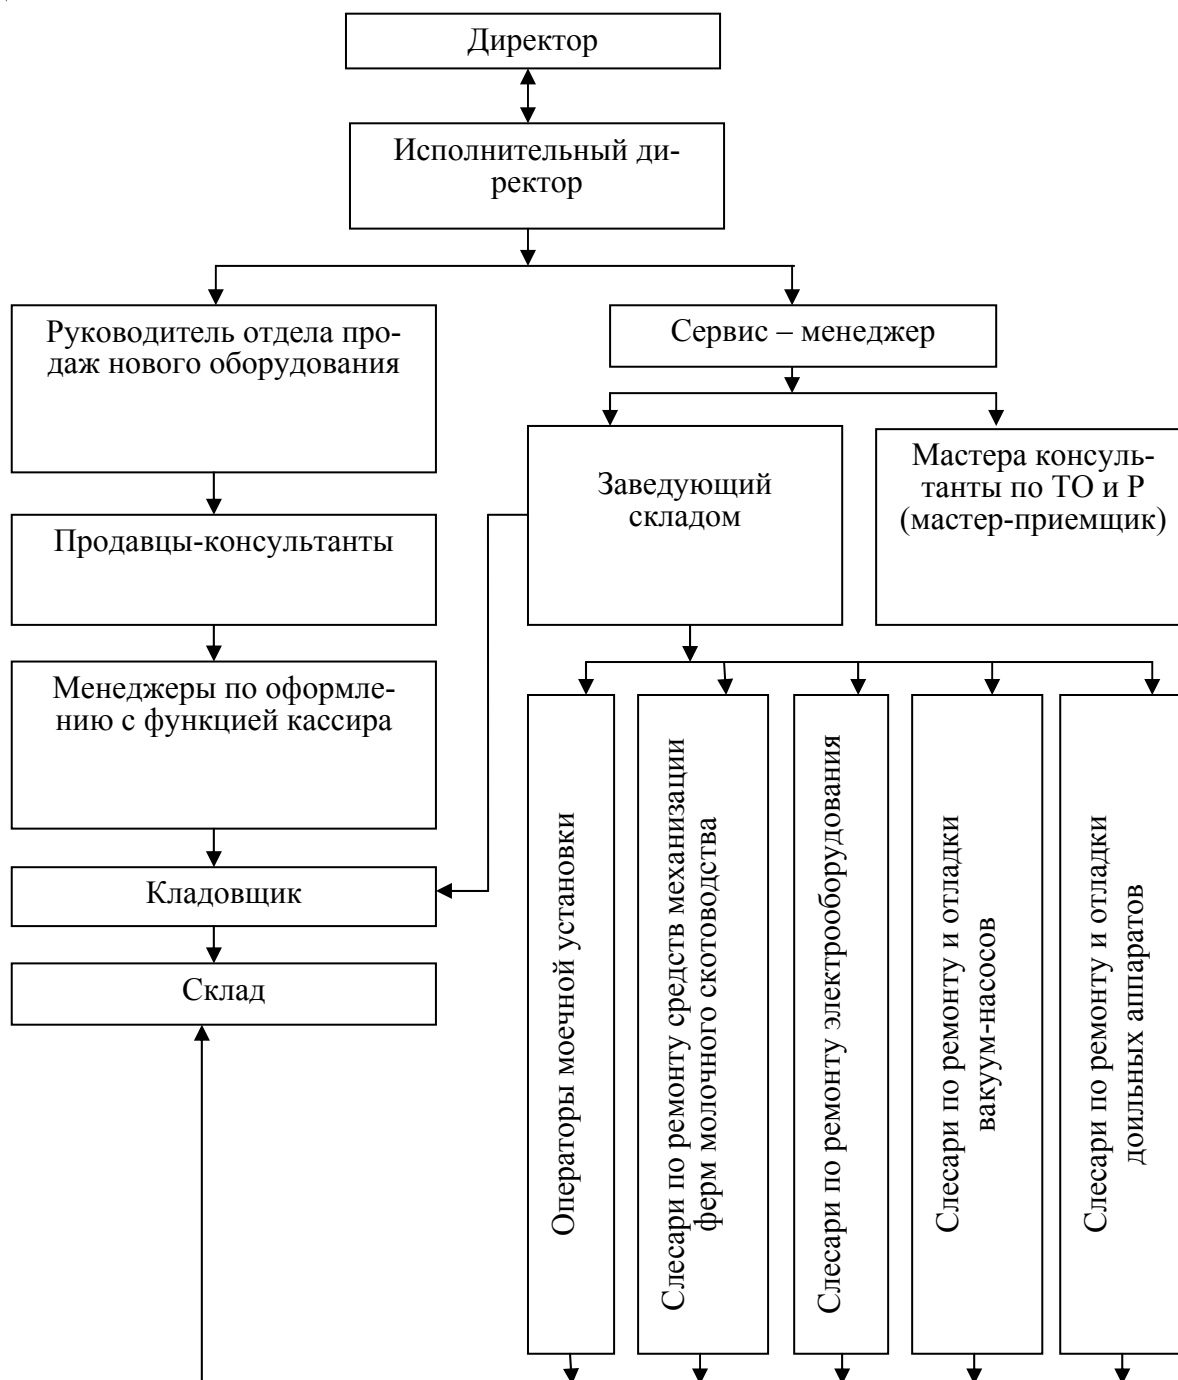 Директор
Исполнительный ди-
ректор
Руководитель отдела про-
даж нового оборудования
Сервис – менеджер
Заведующий
складом
Мастера консуль-
танты по ТО и Р
(мастер-приемщик)
Продавцы-консультанты
Менеджеры по оформле-
нию с функцией кассира
Кладовщик
Склад
Операторы моечной установки
Слесари по ремонту средств механизации
ферм молочного скотоводства
Слесари по ремонту электрооборудования
Слесари по ремонту и отладки
вакуум-насосов
Слесари по ремонту и отладки
доильных аппаратов